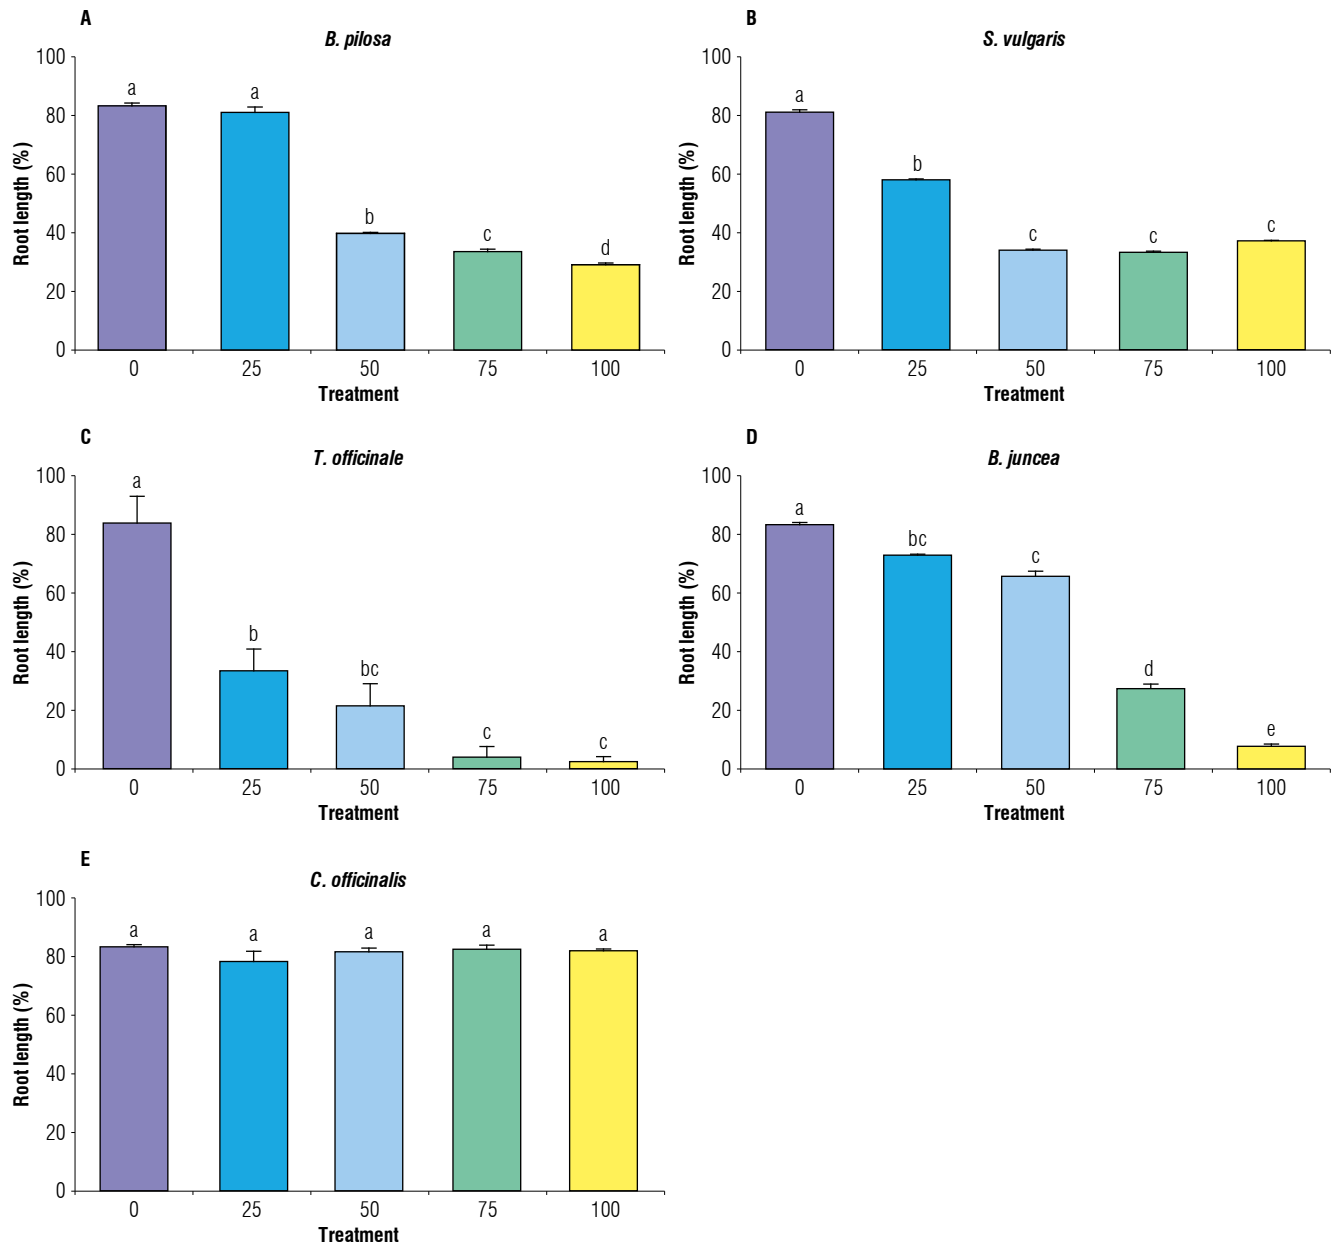 A
B. pilosa
Root length (%)
100
80
60
40
20
0
a
a
b
c
d
0 25 50 75 100
Treatment
B
S. vulgaris
Root length (%)
100
80
60
40
20
0
a
b
c
c
c
0 25 50 75 100
Treatment
C
T. officinale
Root length (%)
100
80
60
40
20
0
a
b
bc
c
c
0 25 50 75 100
Treatment
D
B. juncea
Root length (%)
100
80
60
40
20
0
a
bc
c
d
e
0 25 50 75 100
Treatment
E
C. officinalis
Root length (%)
100
80
60
40
20
0
a
a
a
a
a
0 25 50 75 100
Treatment